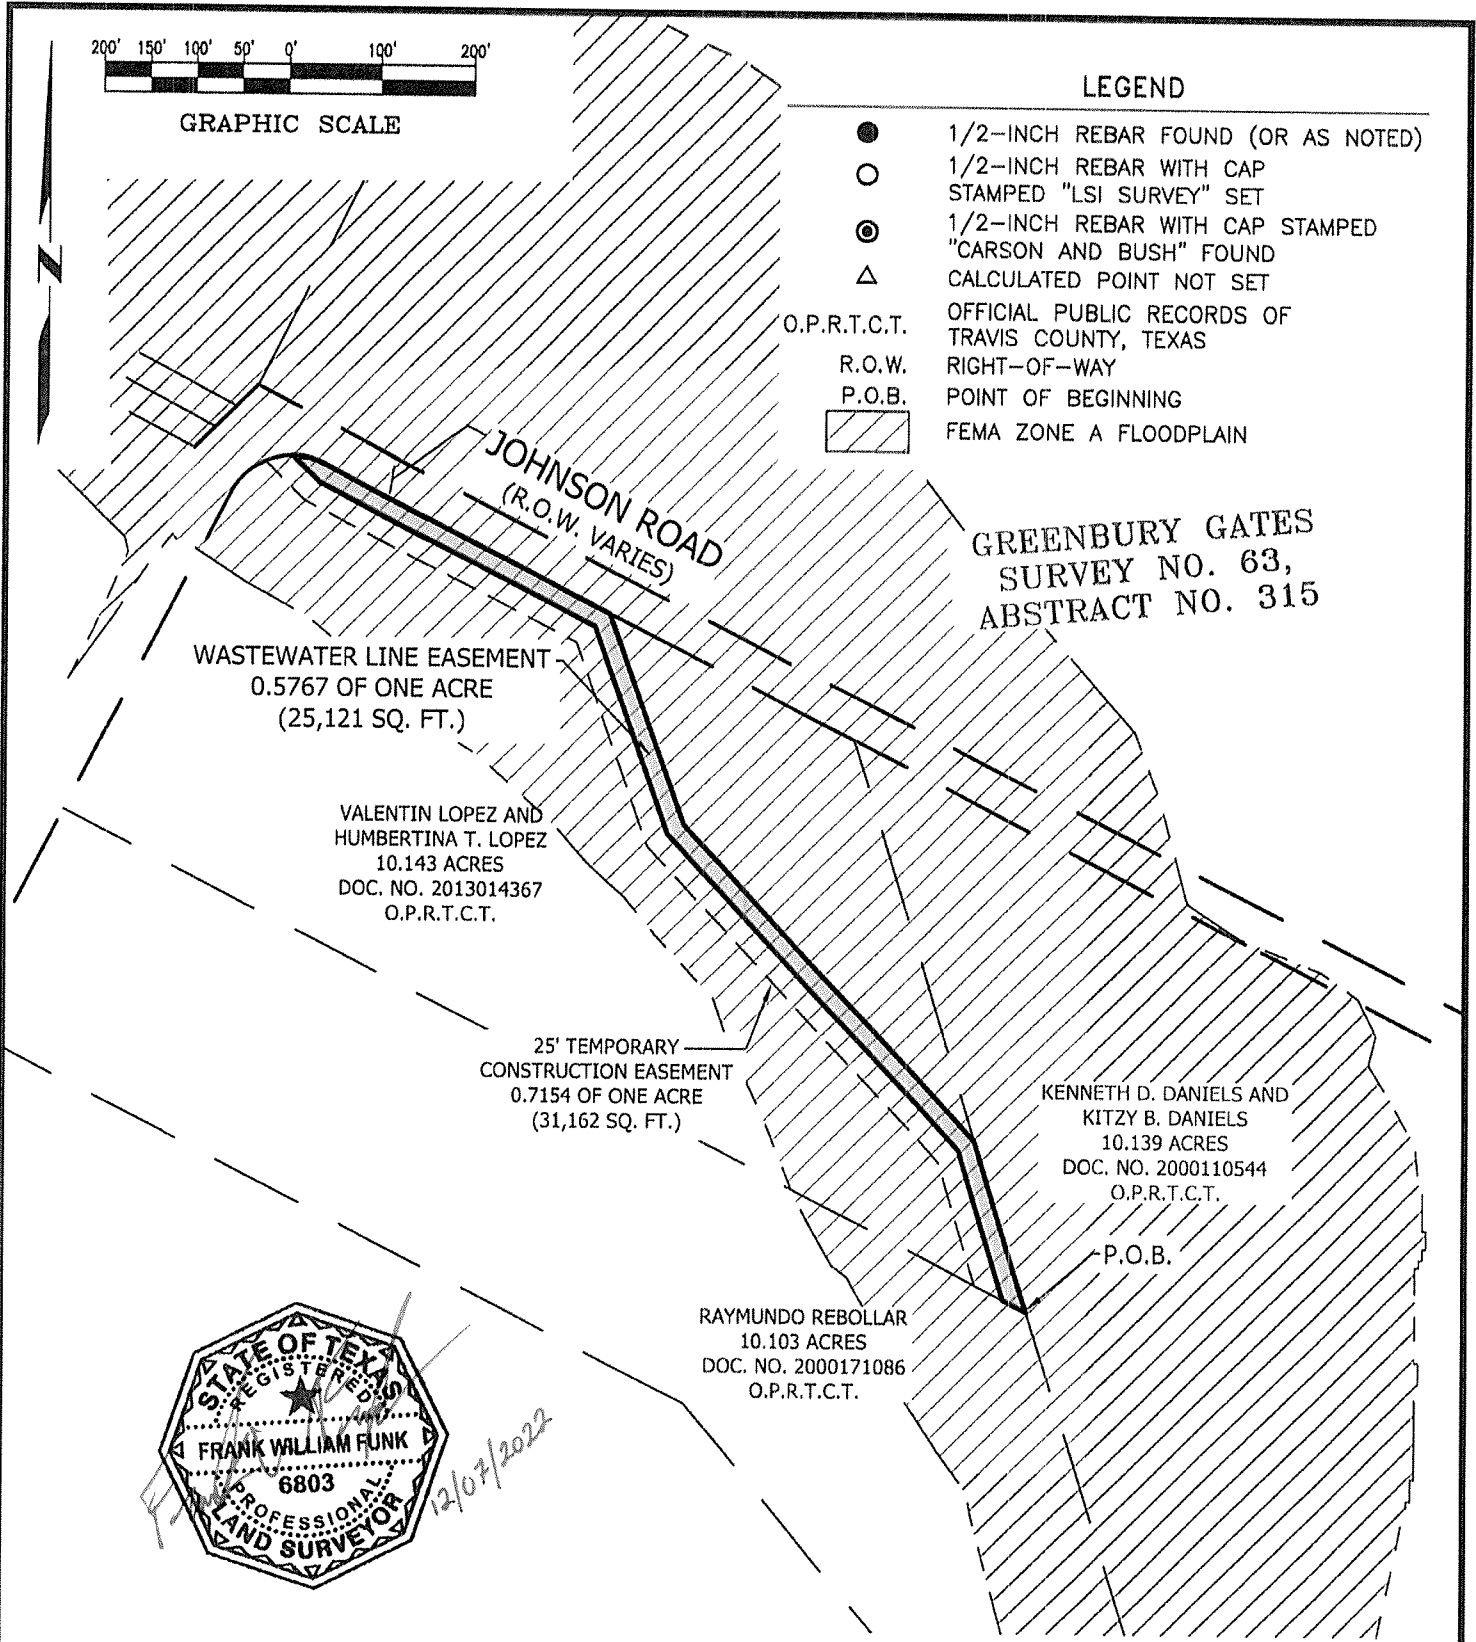 200' 150' 100' 50' 0' 100' 200'
GRAPHIC SCALE
N
LEGEND
1/2-INCH REBAR FOUND (OR AS NOTED)
1/2-INCH REBAR WITH CAP
STAMPED "LSI SURVEY" SET
1/2-INCH REBAR WITH CAP STAMPED
"CARSON AND BUSH" FOUND
CALCULATED POINT NOT SET
O.P.R.T.C.T. OFFICIAL PUBLIC RECORDS OF
TRAVIS COUNTY, TEXAS
R.O.W. RIGHT-OF-WAY
P.O.B. POINT OF BEGINNING
FEMA ZONE A FLOODPLAIN
JOHNSON ROAD
(R.O.W. VARIES)
GREENBURY GATES
SURVEY NO. 63,
ABSTRACT NO. 315
WASTEWATER LINE EASEMENT
0.5767 OF ONE ACRE
(25,121 SQ. FT.)
VALENTIN LOPEZ AND
HUMBERTINA T. LOPEZ
10.143 ACRES
DOC. NO. 2013014367
O.P.R.T.C.T.
25' TEMPORARY
CONSTRUCTION EASEMENT
0.7154 OF ONE ACRE
(31,162 SQ. FT.)
KENNETH D. DANIELS AND
KITZY B. DANIELS
10.139 ACRES
DOC. NO. 2000110544
O.P.R.T.C.T.
P.O.B.
RAYMUNDO REBOLLAR
10.103 ACRES
DOC. NO. 2000171086
O.P.R.T.C.T.
STATE OF TEXAS
REGISTERED
FRANK WILLIAM FUNK
6803
PROFESSIONAL
LAND SURVEYOR
12/07/2022